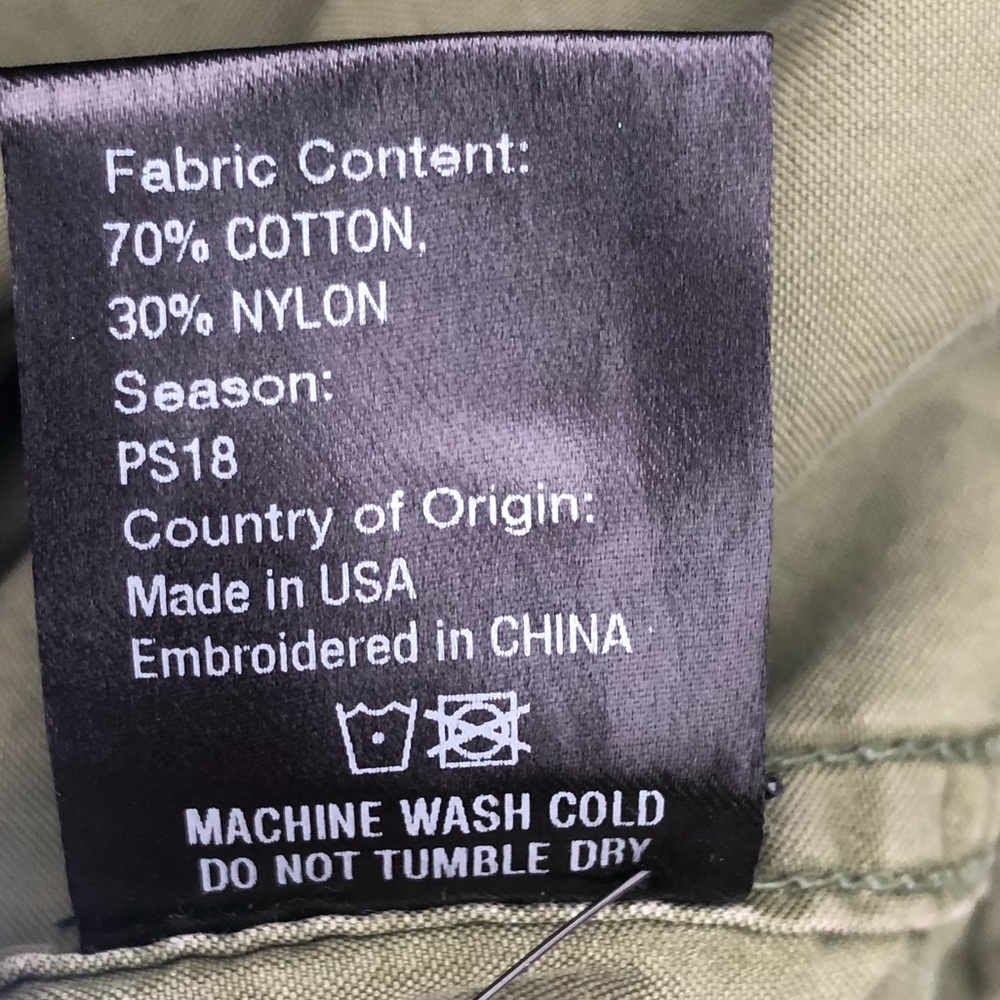 Fabric Content:
70% COTTON,
30% NYLON
Season:
PS18
Country of Origin:
Made in USA
Embroidered in CHINA
MACHINE WASH COLD
DO NOT TUMBLE DRY